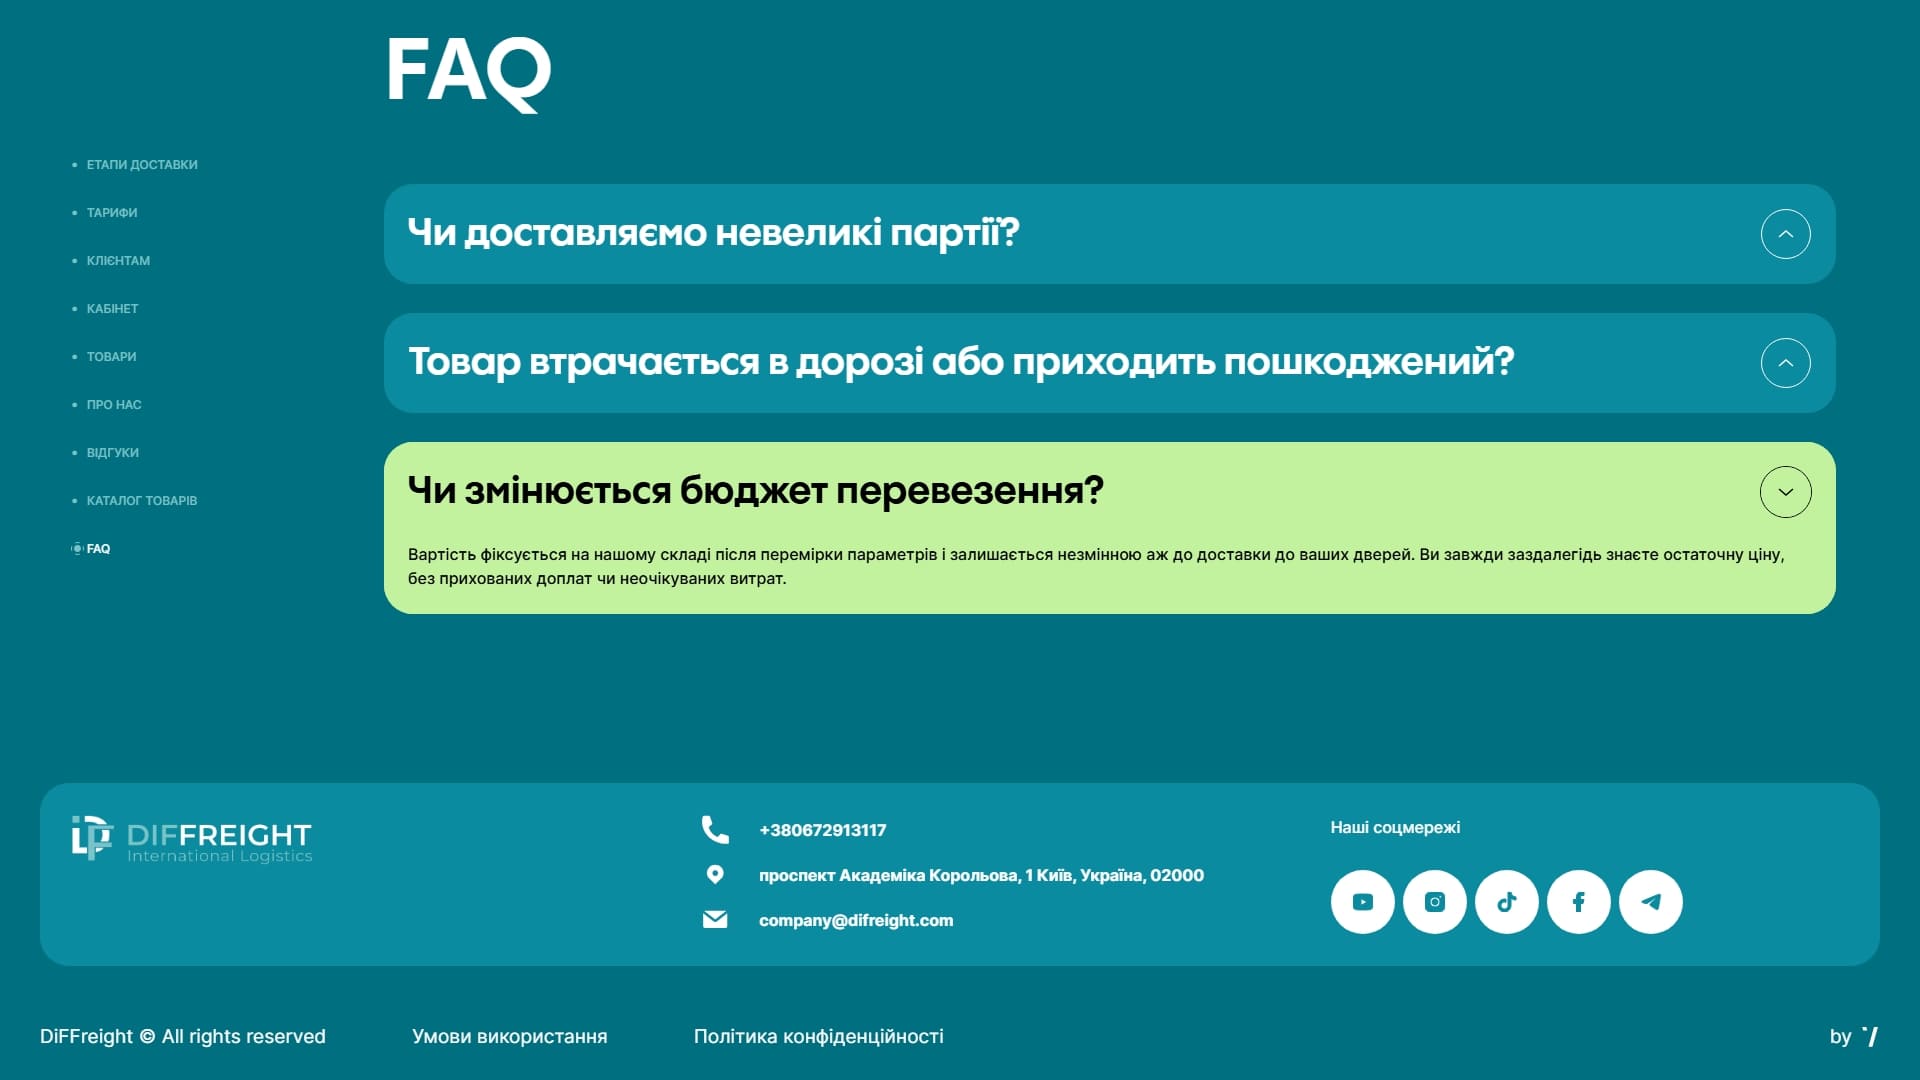 FAQ
ЕТАПИ ДОСТАВКИ
ТАРИФИ
КЛІЄНТАМ
КАБІНЕТ
ТОВАРИ
ПРО НАС
ВІДГУКИ
КАТАЛОГ ТОВАРІВ
FAQ
Чи доставляємо невеликі партії?
Товар втрачається в дорозі або приходить пошкоджений?
Чи змінюється бюджет перевезення?
Вартість фіксується на нашому складі після перемірки параметрів і залишається незмінною аж до доставки до ваших дверей. Ви завжди заздалегідь знаєте остаточну ціну,
без прихованих доплат чи неочікуваних витрат.
DIFFREIGHT
International Logistics
+380672913117
проспект Академіка Корольова, 1 Київ, Україна, 02000
company@difreight.com
Наші соцмережі
DiFFreight © All rights reserved
Умови використання
Політика конфіденційності
by